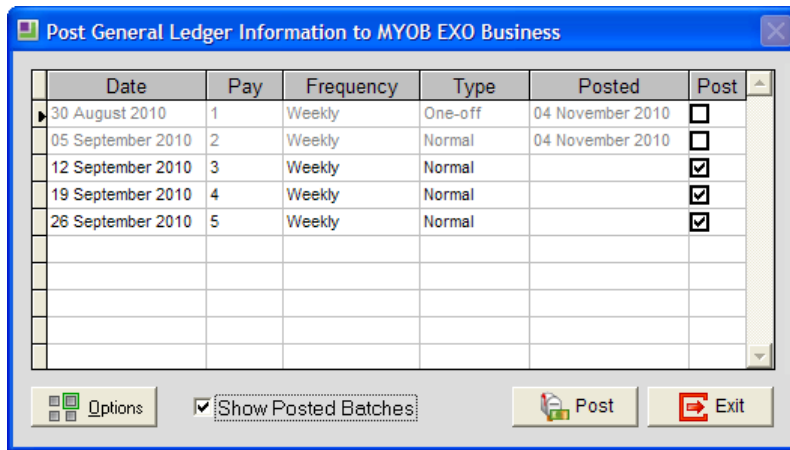 Post General Ledger Information to MYOB EXO Business
Date Pay Frequency Type Posted Post
30 August 2010 1 Weekly One-off 04 November 2010
05 September 2010 2 Weekly Normal 04 November 2010
12 September 2010 3 Weekly Normal
19 September 2010 4 Weekly Normal
26 September 2010 5 Weekly Normal
Options Show Posted Batches Post Exit